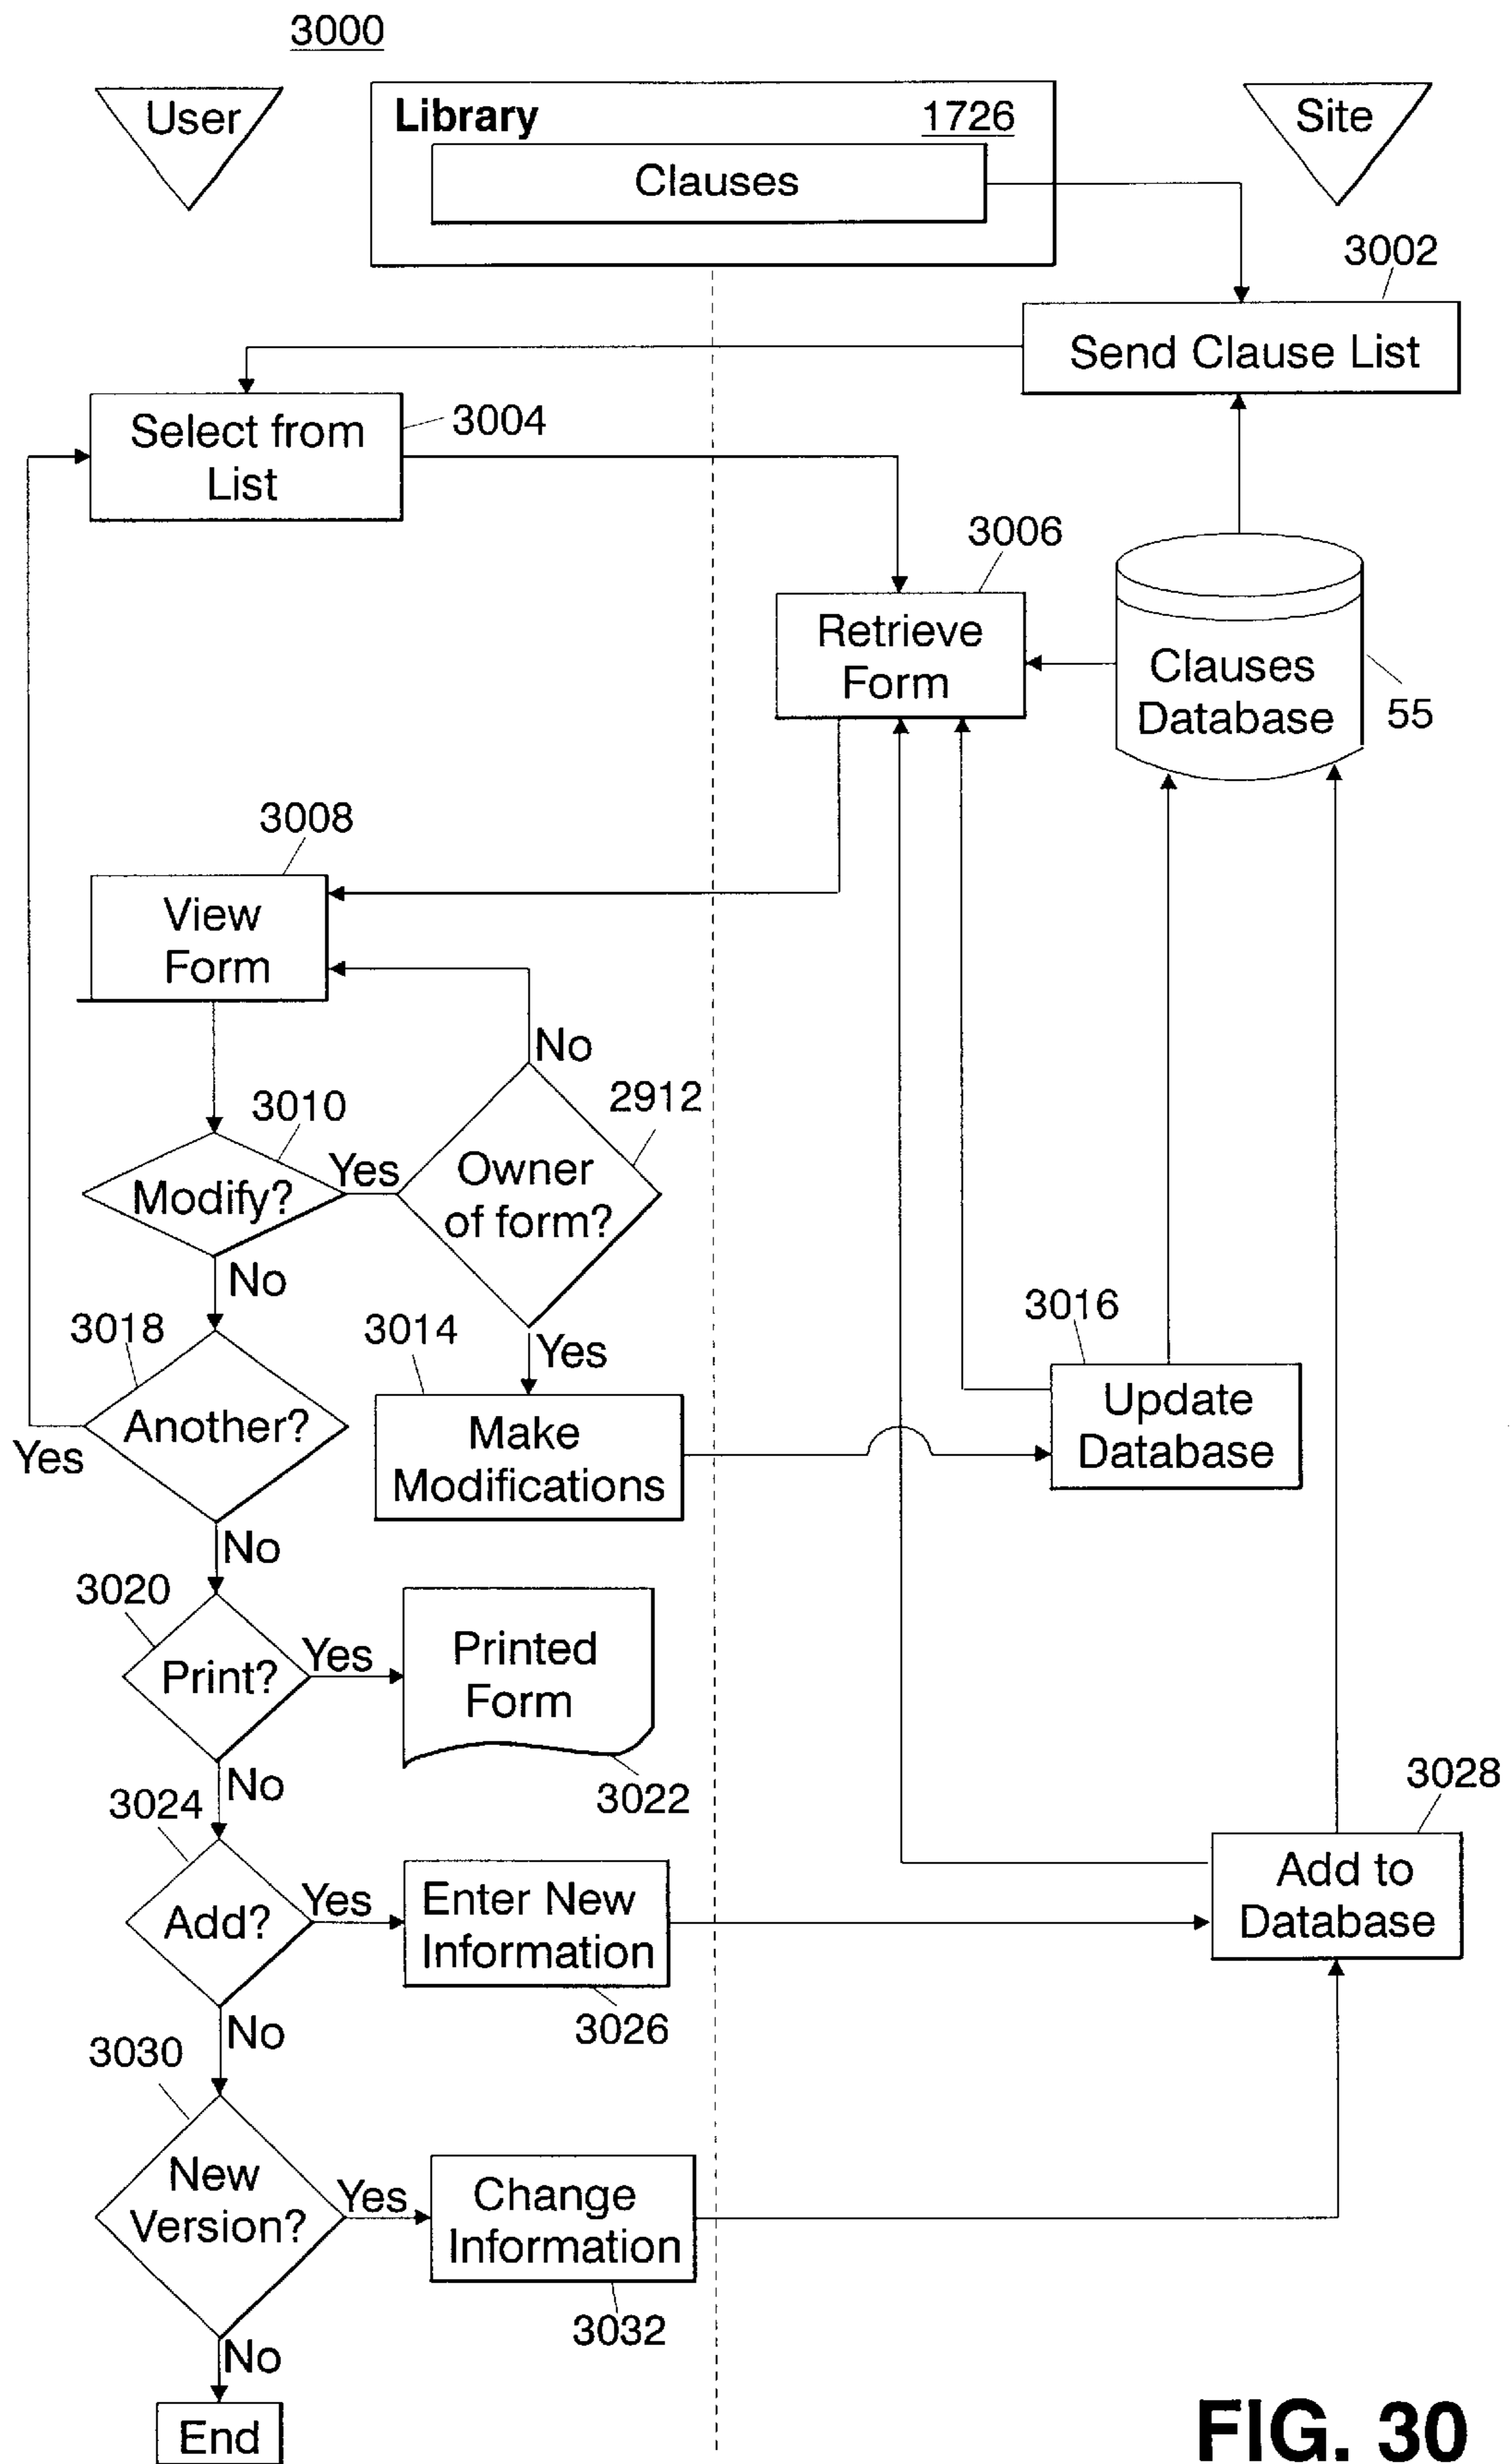 3000
User
Library
1726
Site
Clauses
3002
Send Clause List
Select from
List
3004
3006
Retrieve
Form
Clauses
Database
55
3008
View
Form
No
2912
3010
Yes
Modify?
Owner
of form?
No
3018
3014
Yes
3016
Another?
Yes
Make
Modifications
Update
Database
No
3020
Print?
Yes
Printed
Form
3022
No
3024
3028
Add?
Yes
Enter New
Information
3026
Add to
Database
No
3030
New
Version?
Yes
Change
Information
3032
No
End
FIG. 30